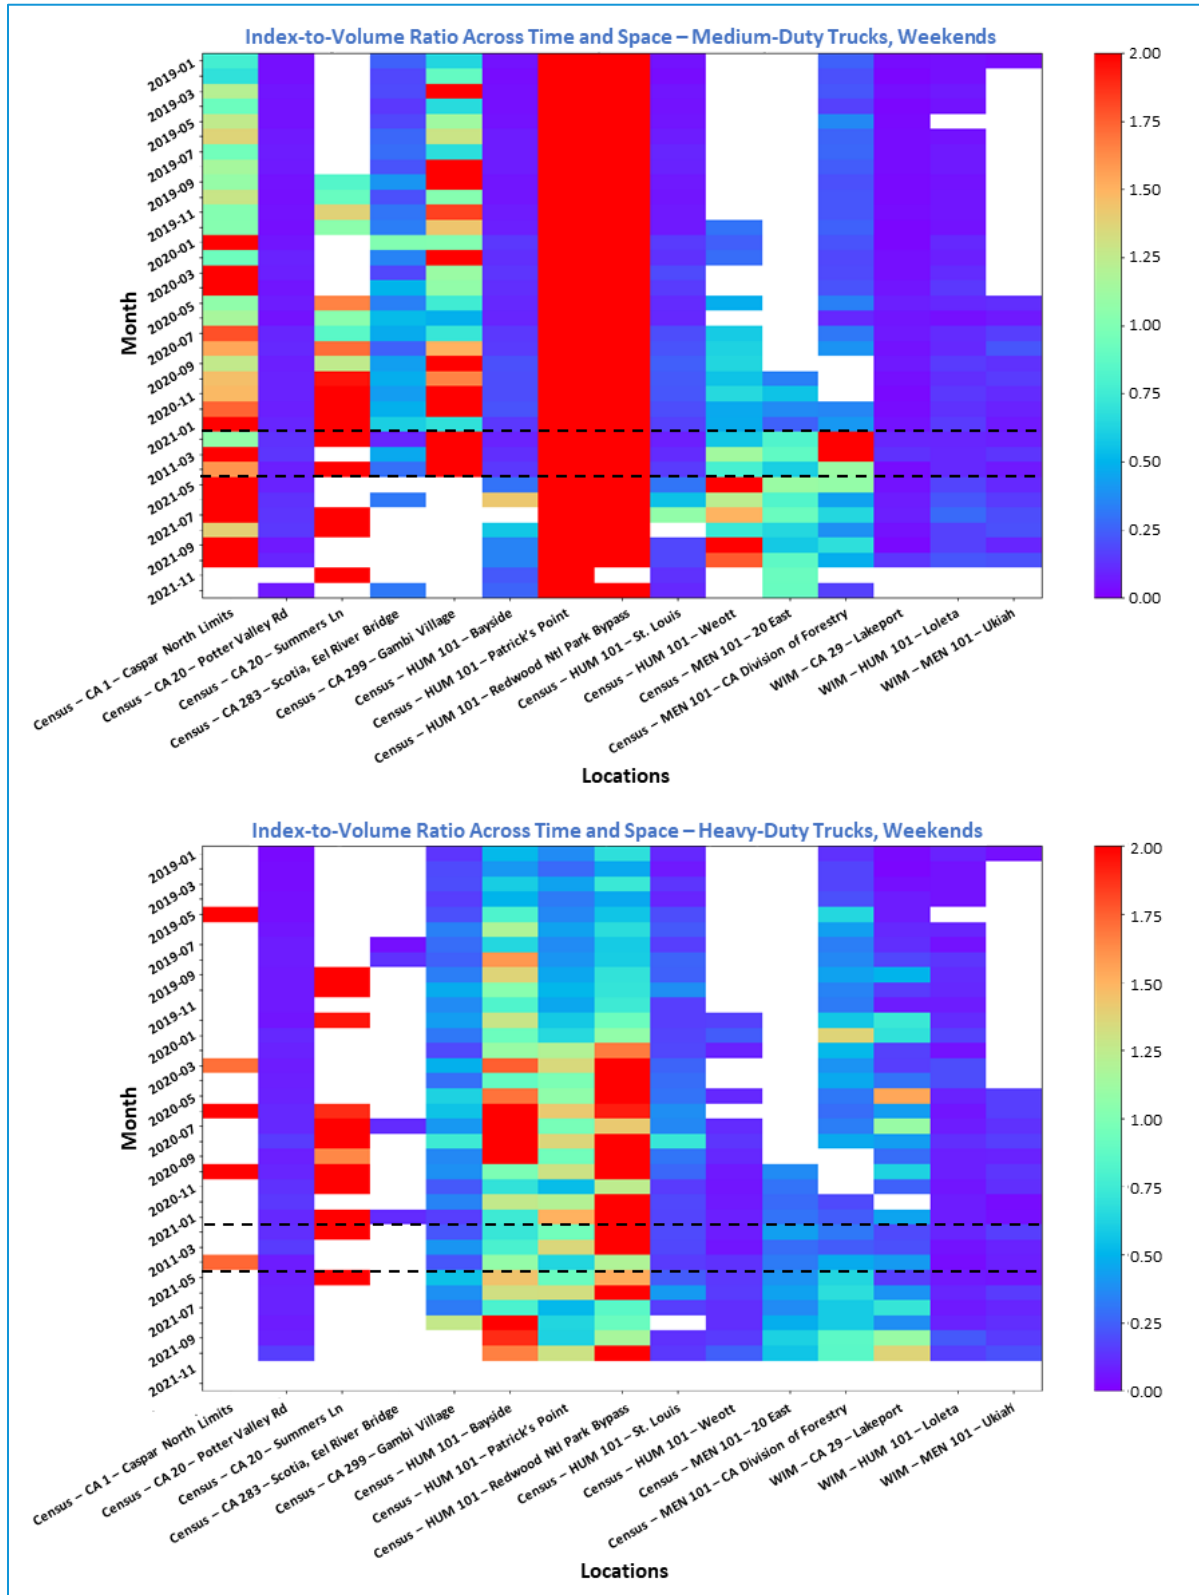 Index-to-Volume Ratio Across Time and Space – Medium-Duty Trucks, Weekends
Month
2019-01
2019-03
2019-05
2019-07
2019-09
2019-11
2020-01
2020-03
2020-05
2020-07
2020-09
2020-11
2021-01
2011-03
2021-05
2021-07
2021-09
2021-11
2.00
1.75
1.50
1.25
1.00
0.75
0.50
0.25
0.00
Census – CA 1 – Caspar North Limits
Census – CA 20 – Potter Valley Rd
Census – CA 20 – Summers Ln
Census – CA 283 – Scotia, Eel River Bridge
Census – CA 299 – Gambi Village
Census – HUM 101 – Bayside
Census – HUM 101 – Patrick's Point
Census – HUM 101 – Redwood Ntl Park Bypass
Census – HUM 101 – St. Louis
Census – HUM 101 – Weott
Census – MEN 101 – 20 East
Census – MEN 101 – CA Division of Forestry
WIM – CA 29 – Lakeport
WIM – HUM 101 – Loleta
WIM – MEN 101 – Ukiah
Locations
Index-to-Volume Ratio Across Time and Space – Heavy-Duty Trucks, Weekends
Month
2019-01
2019-03
2019-05
2019-07
2019-09
2019-11
2020-01
2020-03
2020-05
2020-07
2020-09
2020-11
2021-01
2011-03
2021-05
2021-07
2021-09
2021-11
2.00
1.75
1.50
1.25
1.00
0.75
0.50
0.25
0.00
Census – CA 1 – Caspar North Limits
Census – CA 20 – Potter Valley Rd
Census – CA 20 – Summers Ln
Census – CA 283 – Scotia, Eel River Bridge
Census – CA 299 – Gambi Village
Census – HUM 101 – Bayside
Census – HUM 101 – Patrick's Point
Census – HUM 101 – Redwood Ntl Park Bypass
Census – HUM 101 – St. Louis
Census – HUM 101 – Weott
Census – MEN 101 – 20 East
Census – MEN 101 – CA Division of Forestry
WIM – CA 29 – Lakeport
WIM – HUM 101 – Loleta
WIM – MEN 101 – Ukiah
Locations